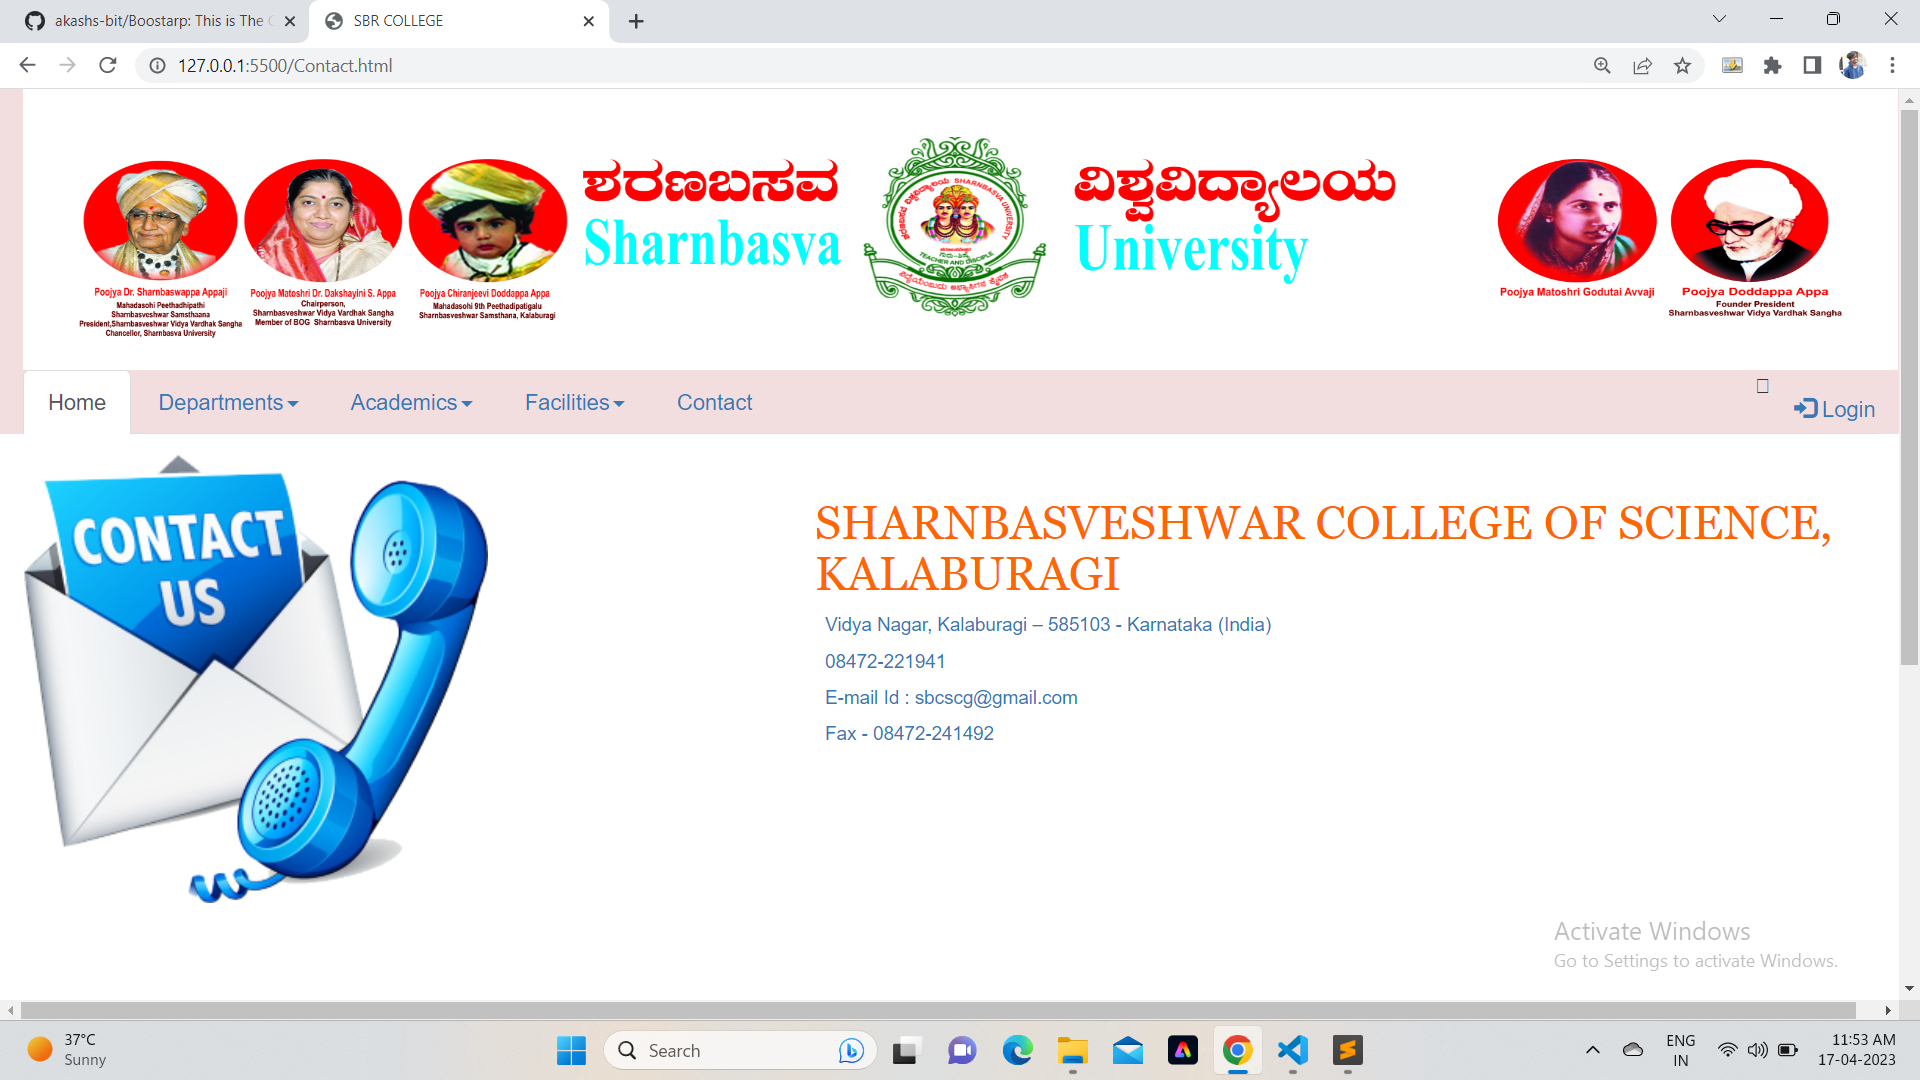 akashs-bit/Boostarp: This is The
SBR COLLEGE
127.0.0.1:5500/Contact.html
ಶರಣಬಸವ
ವಿಶ್ವವಿದ್ಯಾಲಯ
Sharnbasva
University
SHARNBASVA UNIVERSITY
TEACHER AND DISCIPLE
Poojya Dr. Sharnbaswappa Appaji
Mahadasohi Peethadhipathi
Sharnbasveshwar Samsthaana
President,Sharnbasveshwar Vidya Vardhak Sangha
Chancellor, Sharnbasva University
Poojya Matoshri Dr. Dakshayini S. Appa
Chairperson,
Sharnbasveshwar Vidya Vardhak Sangha
Member of BOG Sharnbasva University
Poojya Chiranjeevi Doddappa Appa
Mahadasohi 9th Peethadipatigalu
Sharnbasveshwar Samsthana, Kalaburagi
Poojya Matoshri Godutai Avvaji
Poojya Doddappa Appa
Founder President
Sharnbasveshwar Vidya Vardhak Sangha
Home
Departments
Academics
Facilities
Contact
Login
CONTACT
US
SHARNBASVESHWAR COLLEGE OF SCIENCE,
KALABURAGI
Vidya Nagar, Kalaburagi – 585103 - Karnataka (India)
08472-221941
E-mail Id : sbcscg@gmail.com
Fax - 08472-241492
Activate Windows
Go to Settings to activate Windows.
37°C
Sunny
Search
ENG
IN
11:53 AM
17-04-2023